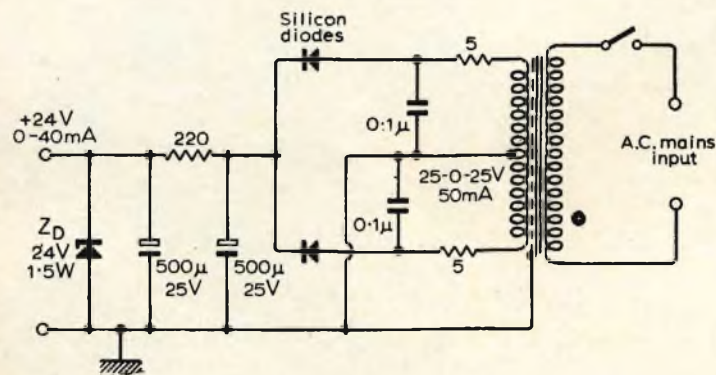 Silicon
diodes
5
+24V
0-40mA
220
0·1μ
A.C. mains
input
25-0-25V
50mA
0·1μ
ZD
24V
1·5W
500μ
25V
500μ
25V
5